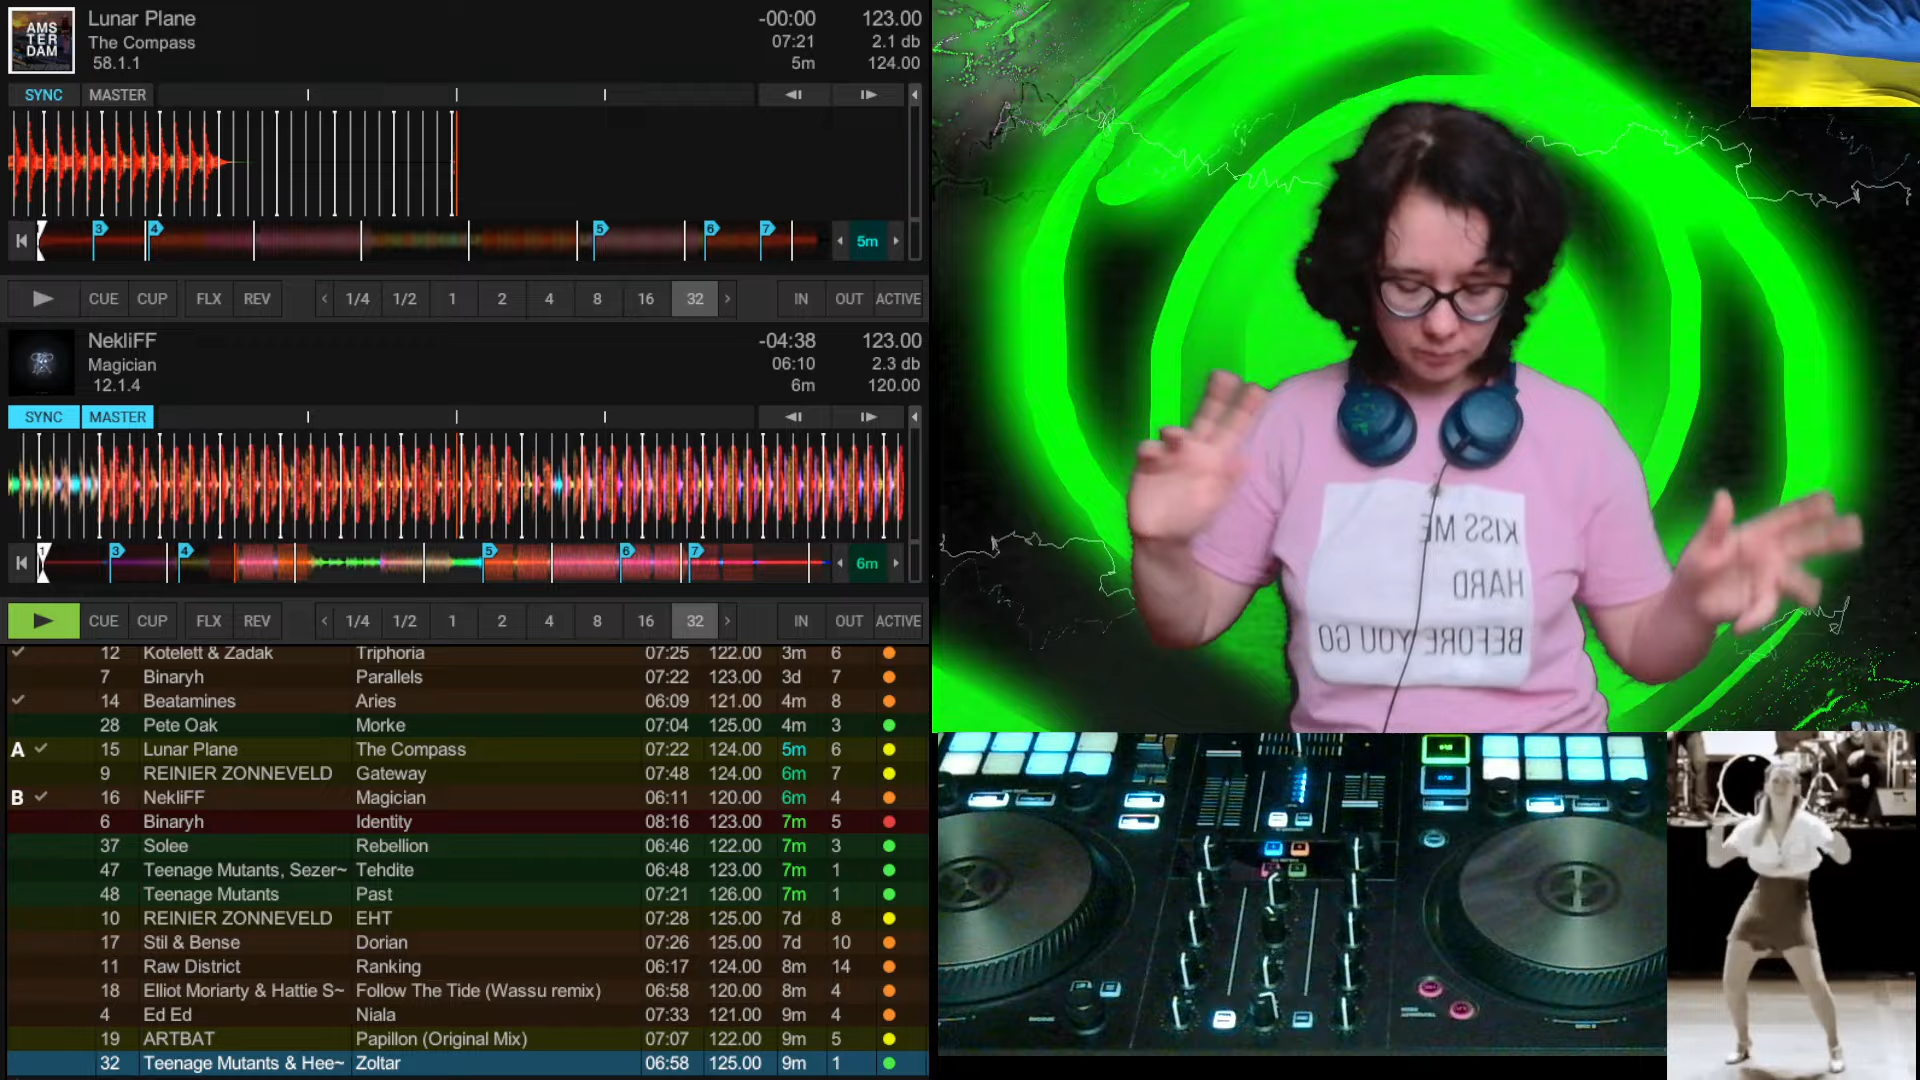 AMS
TER
DAM
Lunar Plane -00:00 123.00
The Compass 07:21 2.1 db
58.1.1 5m 124.00
SYNC MASTER
3 4 5 6 7 5m
CUE CUP FLX REV 1/4 1/2 1 2 4 8 16 32 IN OUT ACTIVE
NekliFF -04:38 123.00
Magician 06:10 2.3 db
12.1.4 6m 120.00
SYNC MASTER
1 3 4 5 6 7 6m
CUE CUP FLX REV 1/4 1/2 1 2 4 8 16 32 IN OUT ACTIVE
12 Kotelett & Zadak Triphoria 07:25 122.00 3m 6
7 Binaryh Parallels 07:22 123.00 3d 7
14 Beatamines Aries 06:09 121.00 4m 8
28 Pete Oak Morke 07:04 125.00 4m 3
A 15 Lunar Plane The Compass 07:22 124.00 5m 6
9 REINIER ZONNEVELD Gateway 07:48 124.00 6m 7
B 16 NekliFF Magician 06:11 120.00 6m 4
6 Binaryh Identity 08:16 123.00 7m 5
37 Solee Rebellion 06:46 122.00 7m 3
47 Teenage Mutants, Sezer~ Tehdite 06:48 123.00 7m 1
48 Teenage Mutants Past 07:21 126.00 7m 1
10 REINIER ZONNEVELD EHT 07:28 125.00 7d 8
17 Stil & Bense Dorian 07:26 125.00 7d 10
11 Raw District Ranking 06:17 124.00 8m 14
18 Elliot Moriarty & Hattie S~ Follow The Tide (Wassu remix) 06:58 120.00 8m 4
4 Ed Ed Niala 07:33 121.00 9m 4
19 ARTBAT Papillon (Original Mix) 07:07 122.00 9m 5
32 Teenage Mutants & Hee~ Zoltar 06:58 125.00 9m 1
KISS ME
HARD
BEFORE YOU GO